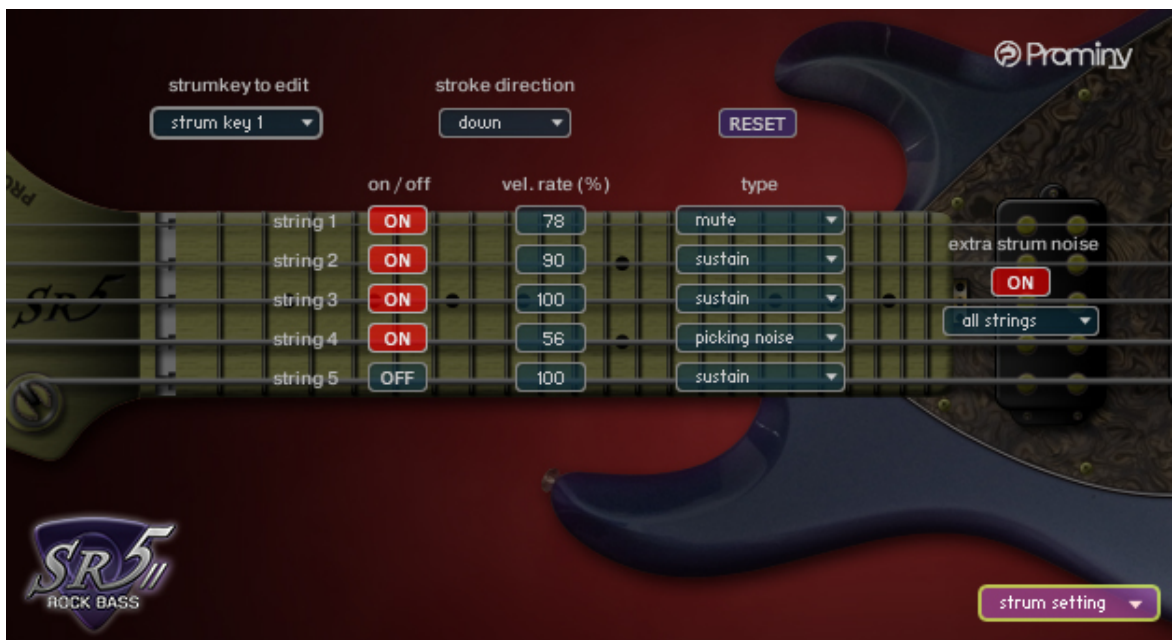 Prominy
strumkey to edit
stroke direction
strum key 1
down
RESET
on / off
vel. rate (%)
type
string 1
ON
78
mute
string 2
ON
90
sustain
extra strum noise
ON
string 3
ON
100
sustain
all strings
string 4
ON
56
picking noise
string 5
OFF
100
sustain
SR5
SR5 II
ROCK BASS
strum setting